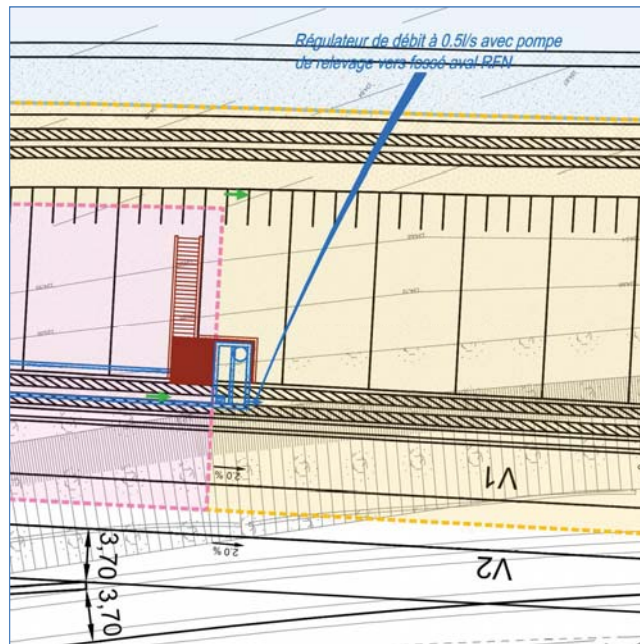 Régulateur de débit à 0.5l/s avec pompe
de relevage vers fossé aval RFN
2.0 %
V1
2.0 %
V2
3,70
3,70